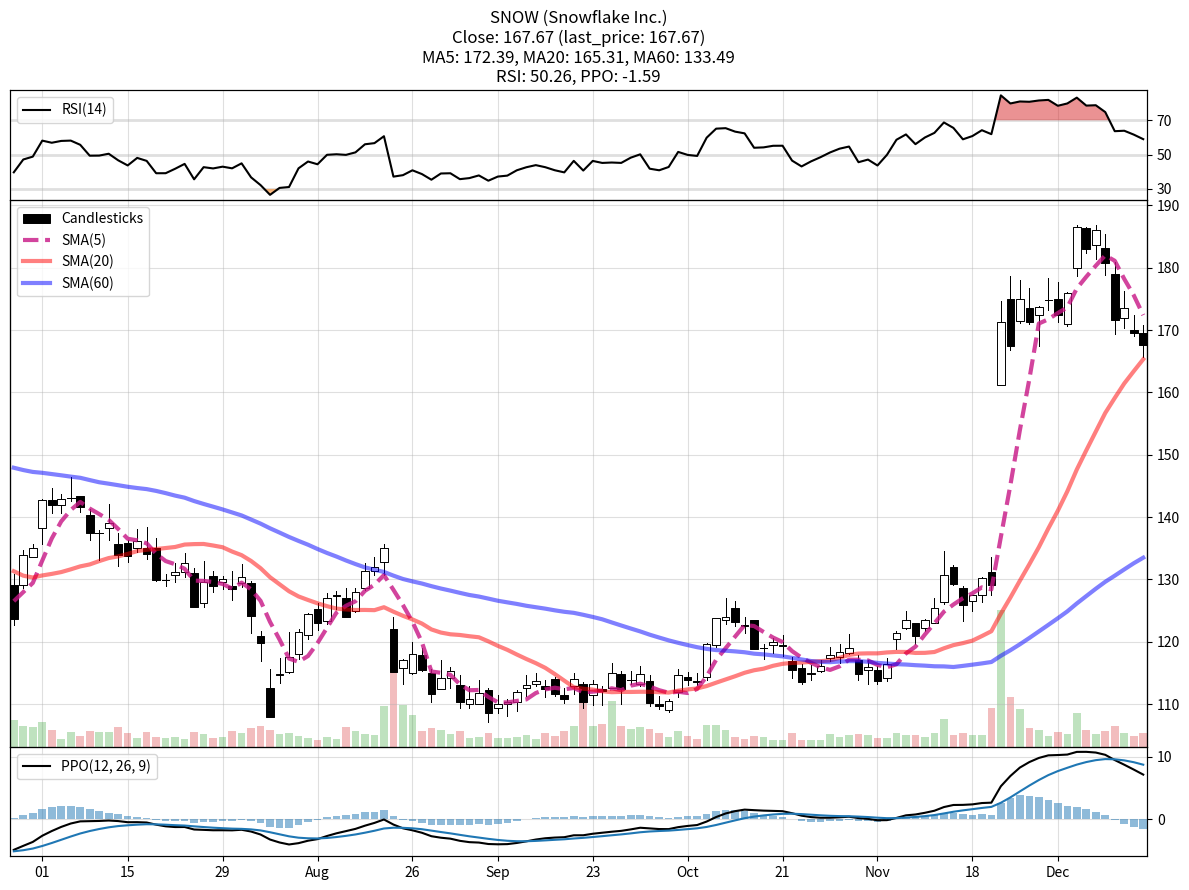 SNOW (Snowflake Inc.)
Close: 167.67 (last_price: 167.67)
MA5: 172.39, MA20: 165.31, MA60: 133.49
RSI: 50.26, PPO: -1.59
RSI(14)
70
50
30
Candlesticks
SMA(5)
SMA(20)
SMA(60)
190
180
170
160
150
140
130
120
110
PPO(12, 26, 9)
10
0
01 15 29 Aug 26 Sep 23 Oct 21 Nov 18 Dec